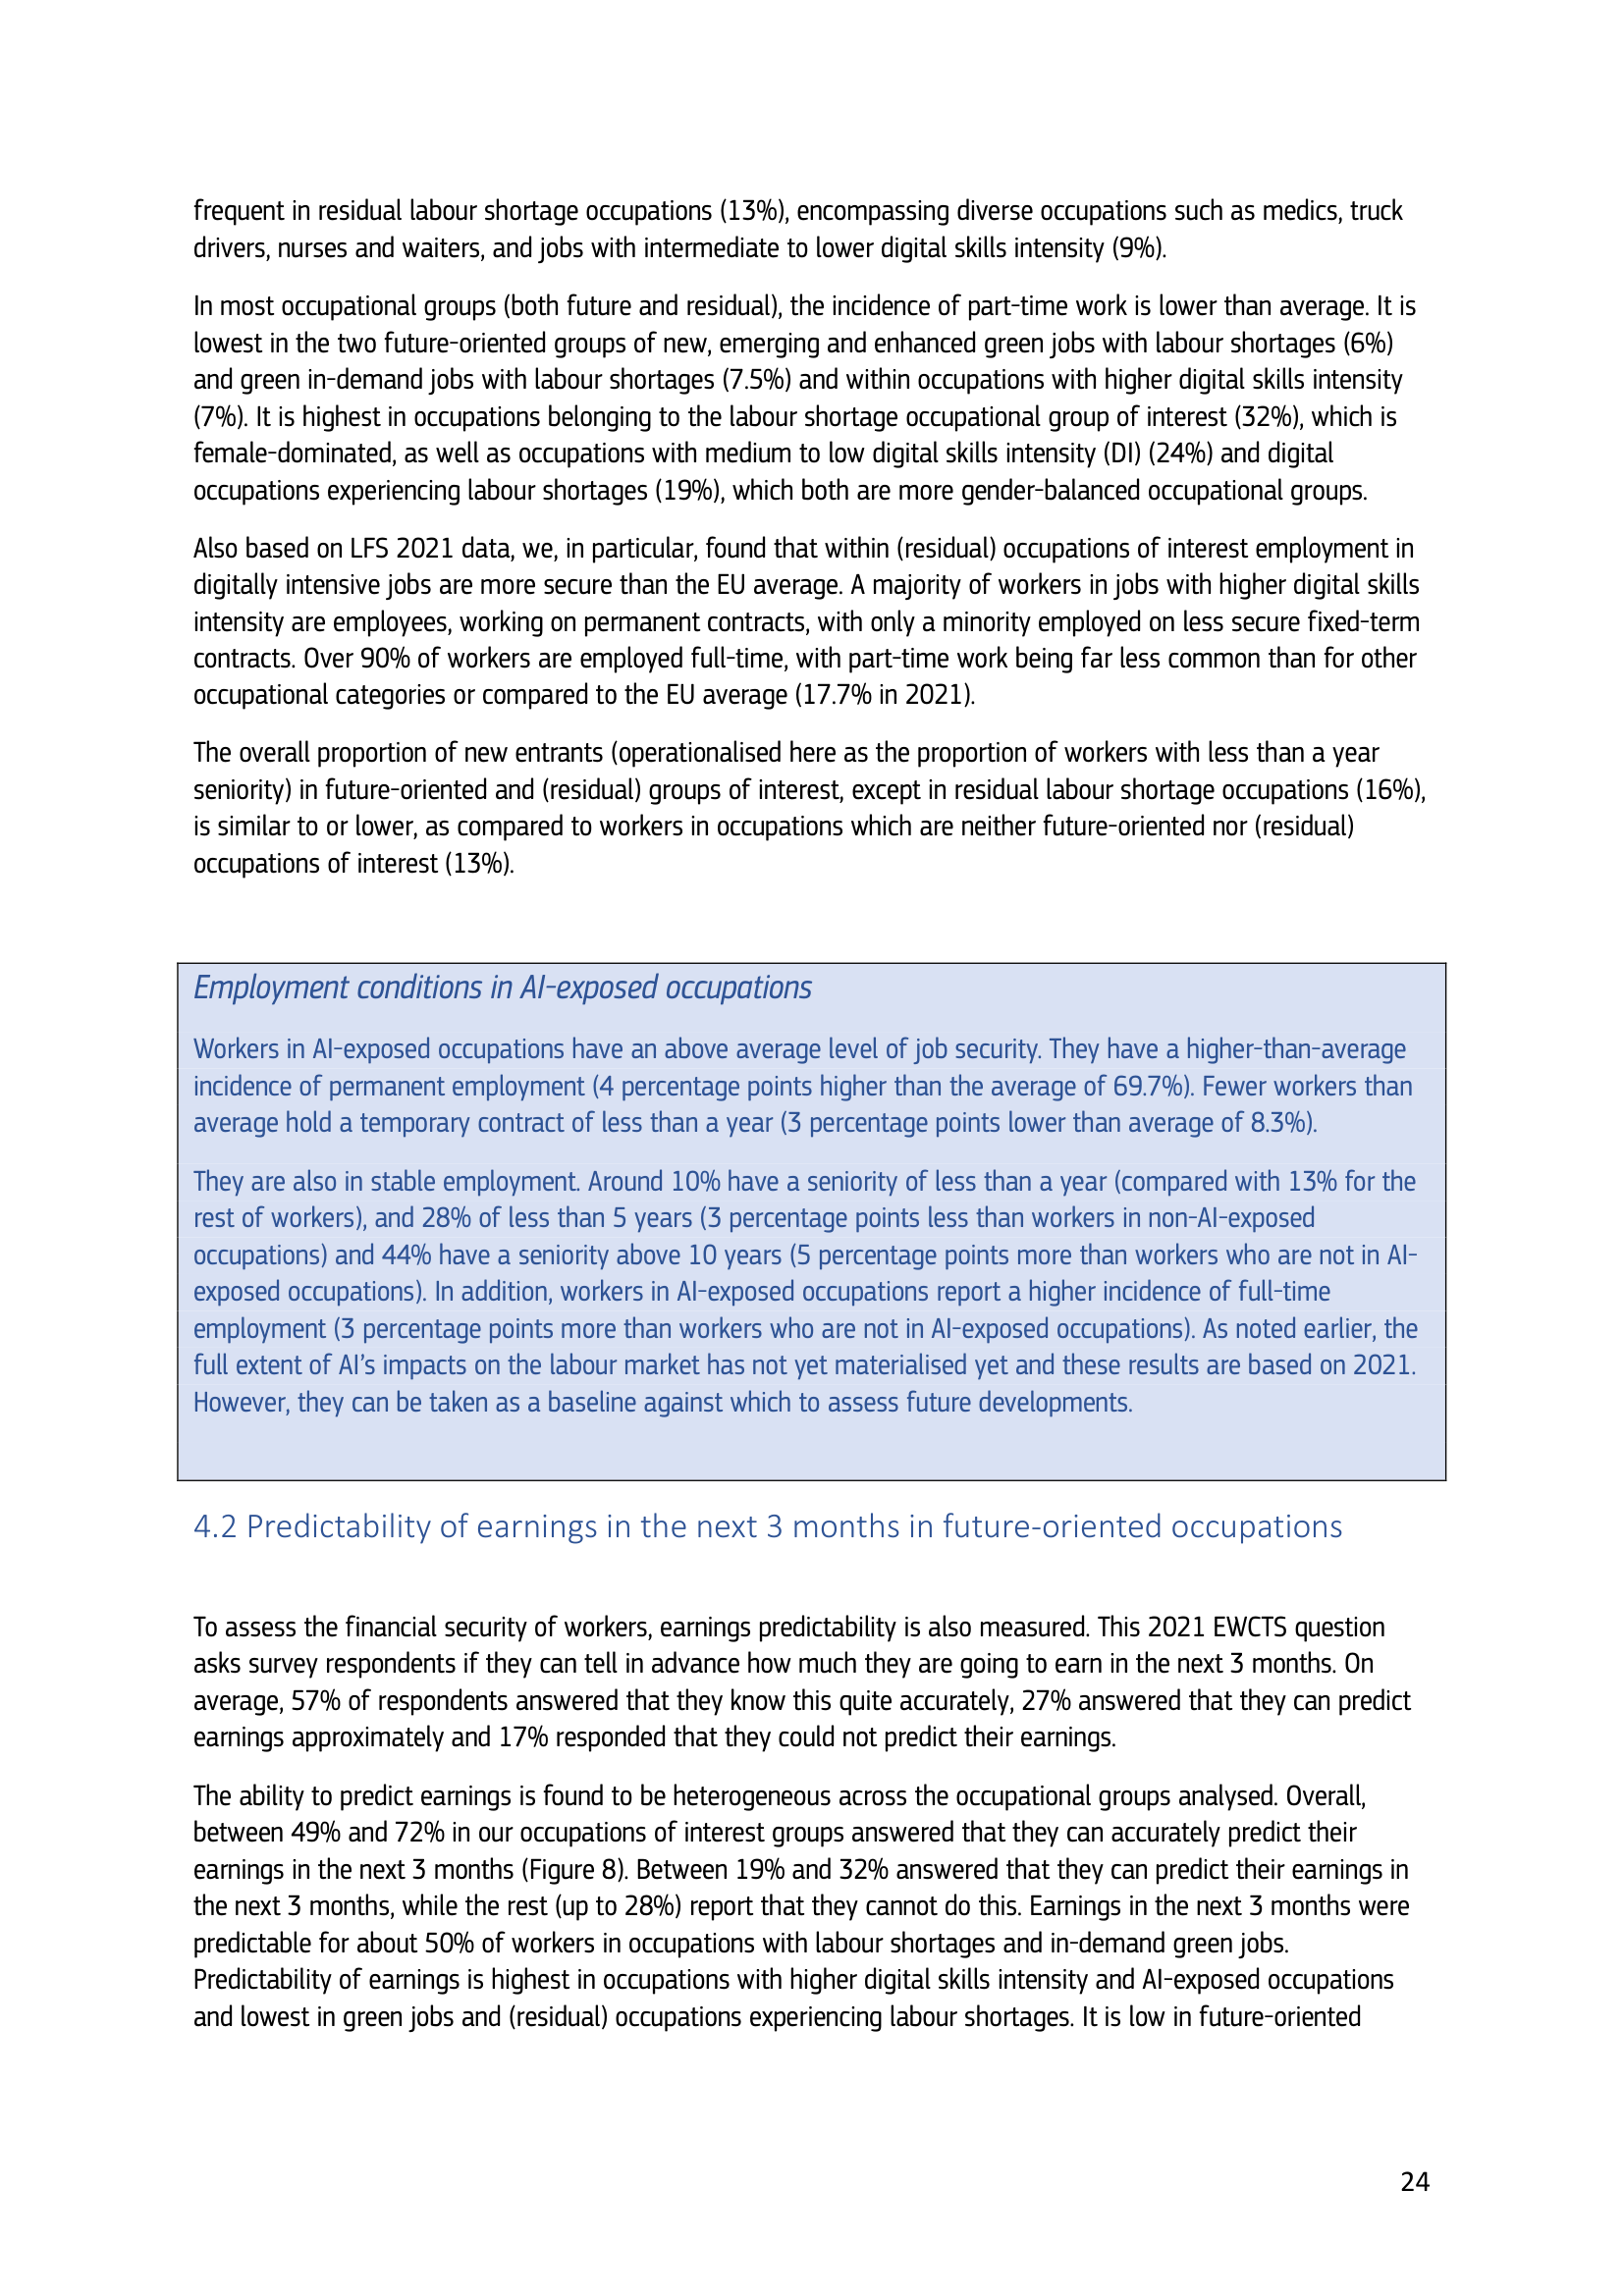 frequent in residual labour shortage occupations (13%), encompassing diverse occupations such as medics, truck
drivers, nurses and waiters, and jobs with intermediate to lower digital skills intensity (9%).
In most occupational groups (both future and residual), the incidence of part-time work is lower than average. It is
lowest in the two future-oriented groups of new, emerging and enhanced green jobs with labour shortages (6%)
and green in-demand jobs with labour shortages (7.5%) and within occupations with higher digital skills intensity
(7%). It is highest in occupations belonging to the labour shortage occupational group of interest (32%), which is
female-dominated, as well as occupations with medium to low digital skills intensity (DI) (24%) and digital
occupations experiencing labour shortages (19%), which both are more gender-balanced occupational groups.
Also based on LFS 2021 data, we, in particular, found that within (residual) occupations of interest employment in
digitally intensive jobs are more secure than the EU average. A majority of workers in jobs with higher digital skills
intensity are employees, working on permanent contracts, with only a minority employed on less secure fixed-term
contracts. Over 90% of workers are employed full-time, with part-time work being far less common than for other
occupational categories or compared to the EU average (17.7% in 2021).
The overall proportion of new entrants (operationalised here as the proportion of workers with less than a year
seniority) in future-oriented and (residual) groups of interest, except in residual labour shortage occupations (16%),
is similar to or lower, as compared to workers in occupations which are neither future-oriented nor (residual)
occupations of interest (13%).
Employment conditions in AI-exposed occupations
Workers in AI-exposed occupations have an above average level of job security. They have a higher-than-average
incidence of permanent employment (4 percentage points higher than the average of 69.7%). Fewer workers than
average hold a temporary contract of less than a year (3 percentage points lower than average of 8.3%).
They are also in stable employment. Around 10% have a seniority of less than a year (compared with 13% for the
rest of workers), and 28% of less than 5 years (3 percentage points less than workers in non-AI-exposed
occupations) and 44% have a seniority above 10 years (5 percentage points more than workers who are not in AI-
exposed occupations). In addition, workers in AI-exposed occupations report a higher incidence of full-time
employment (3 percentage points more than workers who are not in AI-exposed occupations). As noted earlier, the
full extent of AI's impacts on the labour market has not yet materialised yet and these results are based on 2021.
However, they can be taken as a baseline against which to assess future developments.
4.2 Predictability of earnings in the next 3 months in future-oriented occupations
To assess the financial security of workers, earnings predictability is also measured. This 2021 EWCTS question
asks survey respondents if they can tell in advance how much they are going to earn in the next 3 months. On
average, 57% of respondents answered that they know this quite accurately, 27% answered that they can predict
earnings approximately and 17% responded that they could not predict their earnings.
The ability to predict earnings is found to be heterogeneous across the occupational groups analysed. Overall,
between 49% and 72% in our occupations of interest groups answered that they can accurately predict their
earnings in the next 3 months (Figure 8). Between 19% and 32% answered that they can predict their earnings in
the next 3 months, while the rest (up to 28%) report that they cannot do this. Earnings in the next 3 months were
predictable for about 50% of workers in occupations with labour shortages and in-demand green jobs.
Predictability of earnings is highest in occupations with higher digital skills intensity and AI-exposed occupations
and lowest in green jobs and (residual) occupations experiencing labour shortages. It is low in future-oriented
24